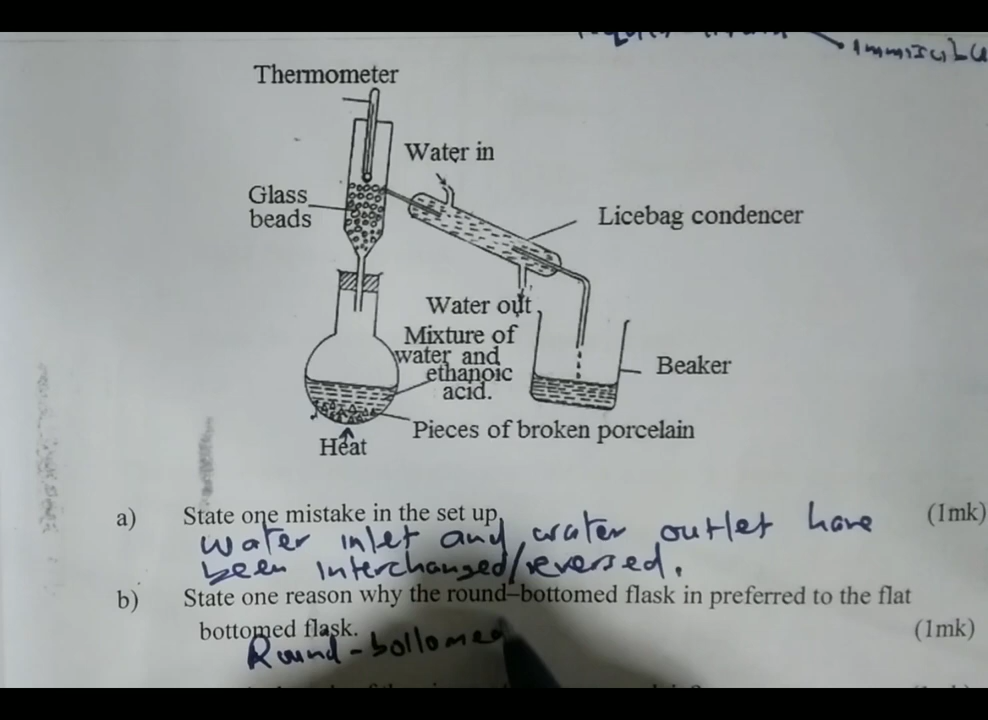 Thermometer
Water in
Glass
beads
Licebag condencer
Water out
Mixture of
water and
ethanoic
acid.
Beaker
Pieces of broken porcelain
Heat
a) State one mistake in the set up, (1mk)
Water inlet and water outlet have
been interchanged/reversed.
b) State one reason why the round-bottomed flask in preferred to the flat
bottomed flask. (1mk)
Round-bottomed